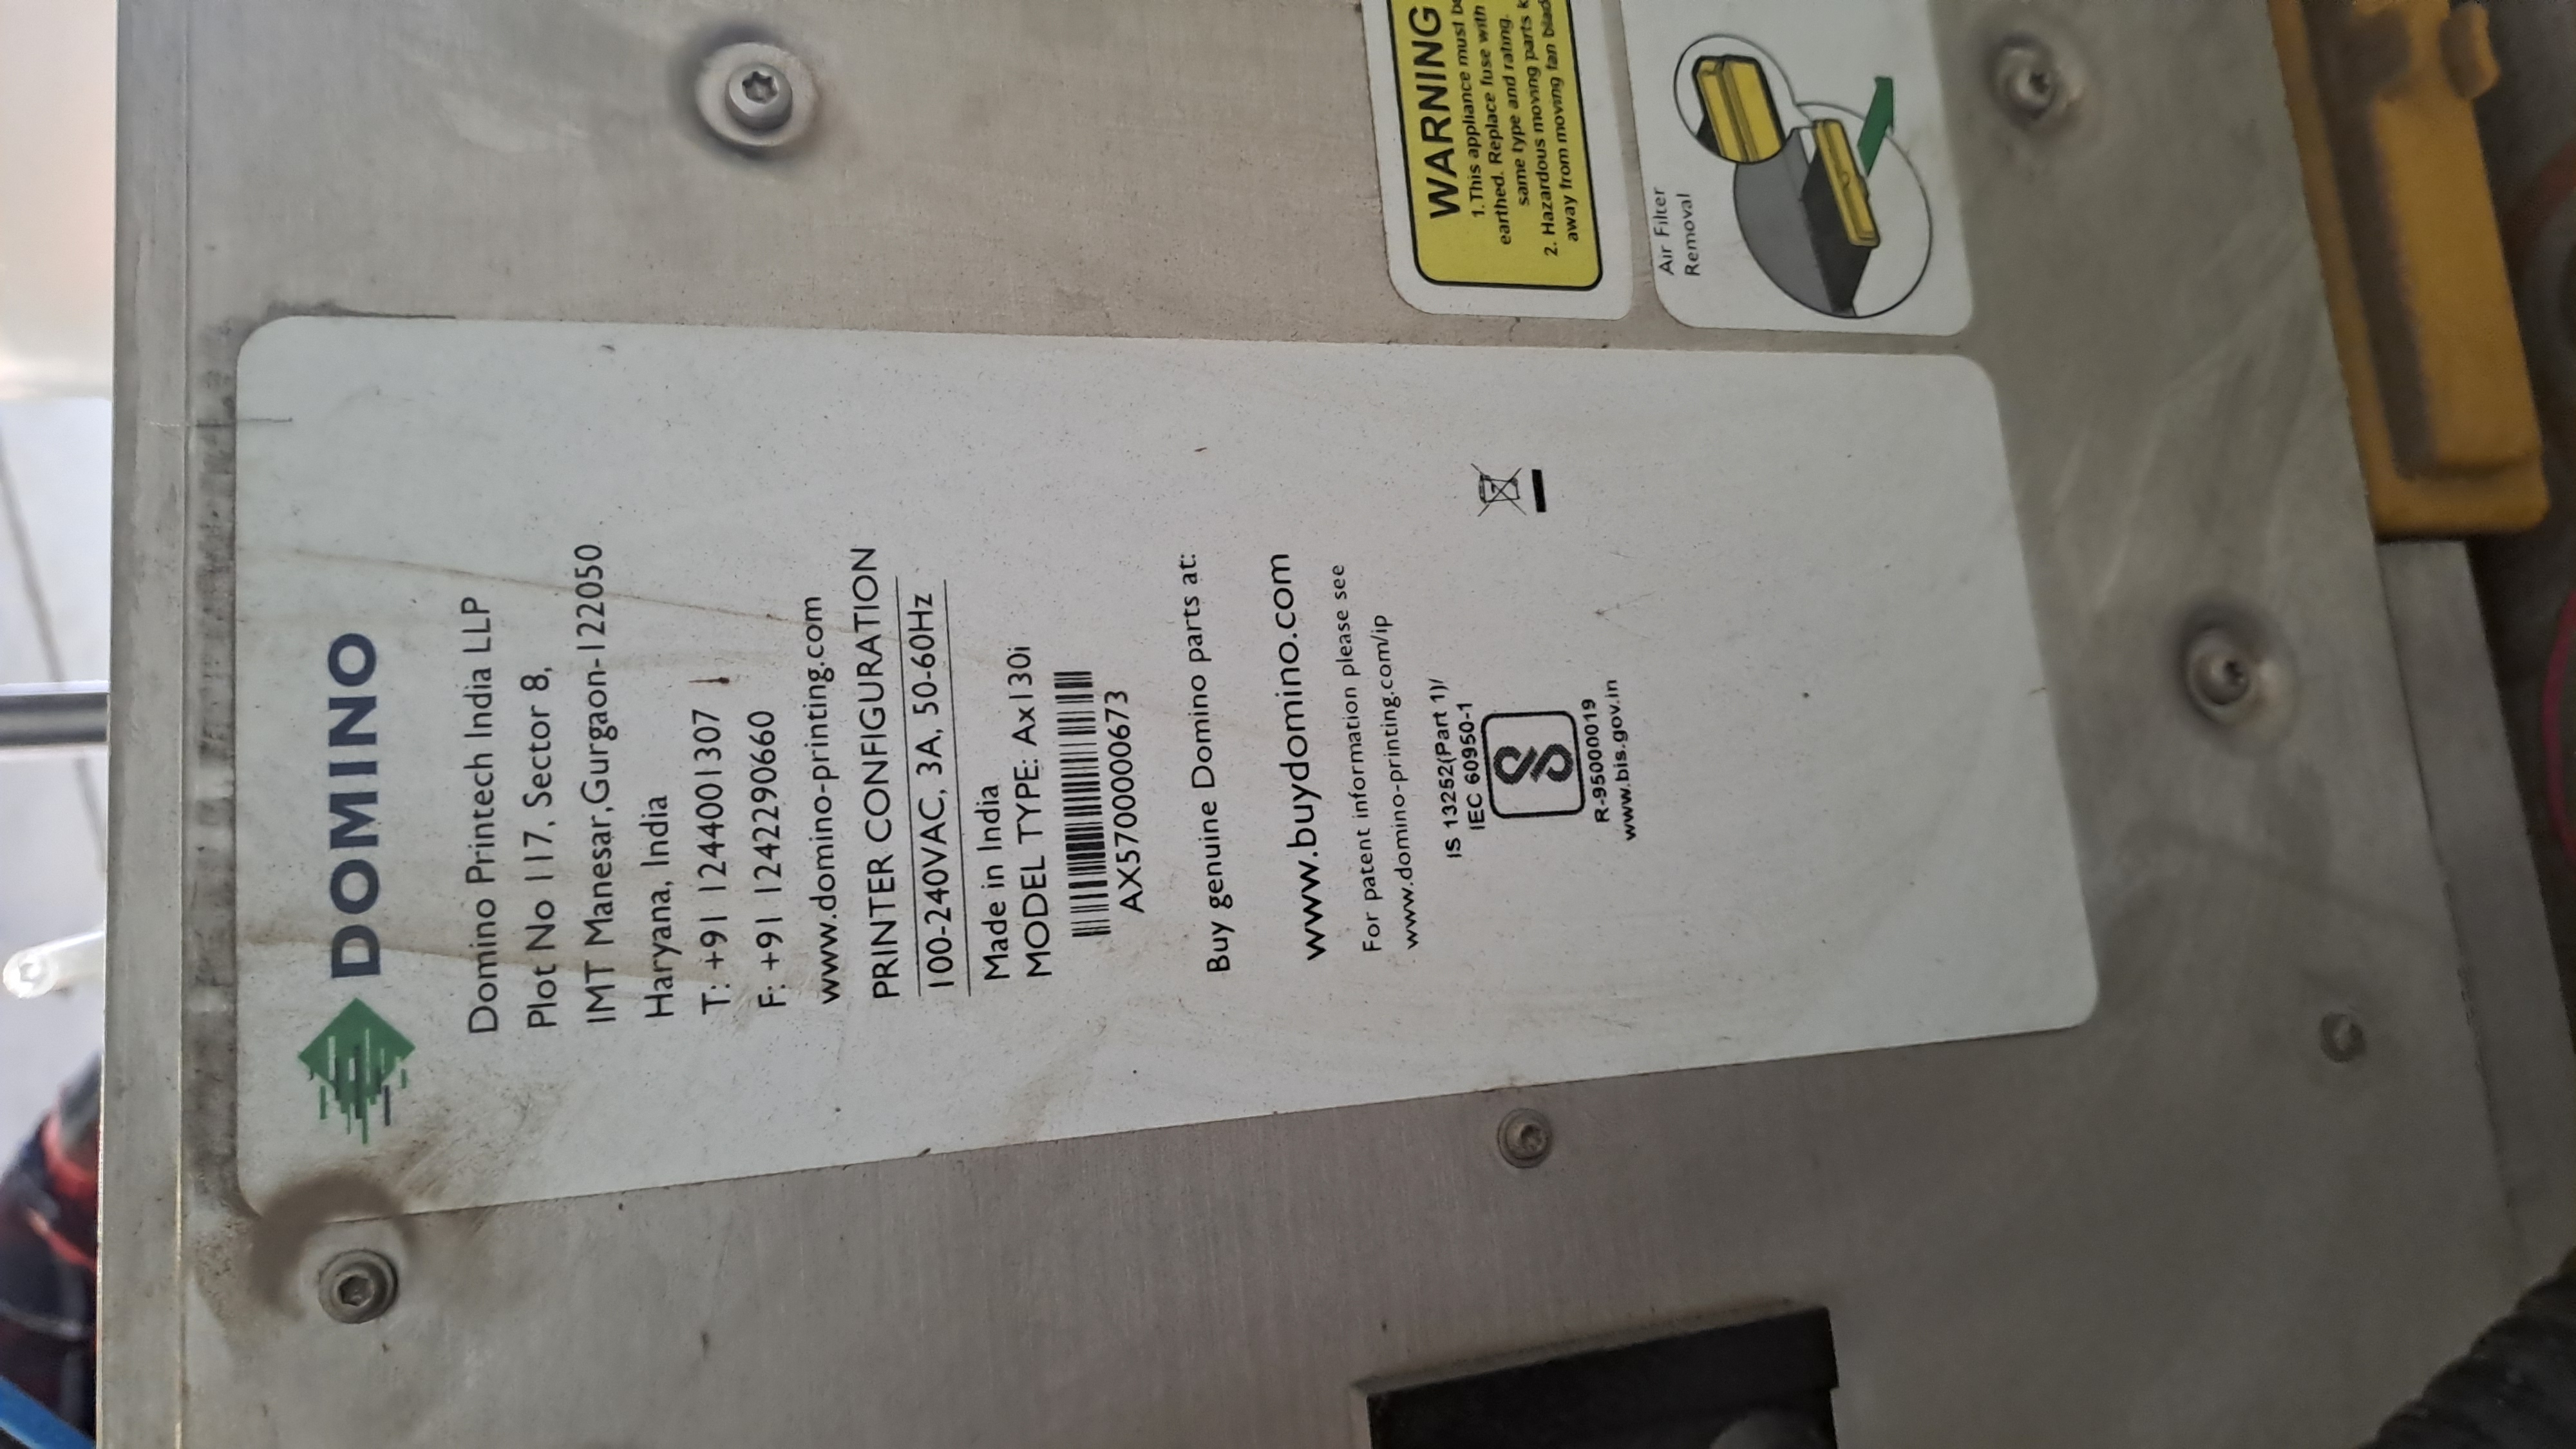 DOMINO
Domino Printech India LLP
Plot No 117, Sector 8,
IMT Manesar,Gurgaon-122050
Haryana, India
T: +91 1244001307
F: +91 1242290660
www.domino-printing.com
PRINTER CONFIGURATION
100-240VAC, 3A, 50-60Hz
Made in India
MODEL TYPE: Ax130i
AX5700000673
Buy genuine Domino parts at:
www.buydomino.com
For patent information please see
www.domino-printing.com/ip
IS 13252(Part 1)/
IEC 60950-1
R-95000019
www.bis.gov.in
WARNING
1.This appliance must
earthed. Replace fuse with
same type and rating.
2. Hazardous moving parts
away from moving fan
Air Filter
Removal